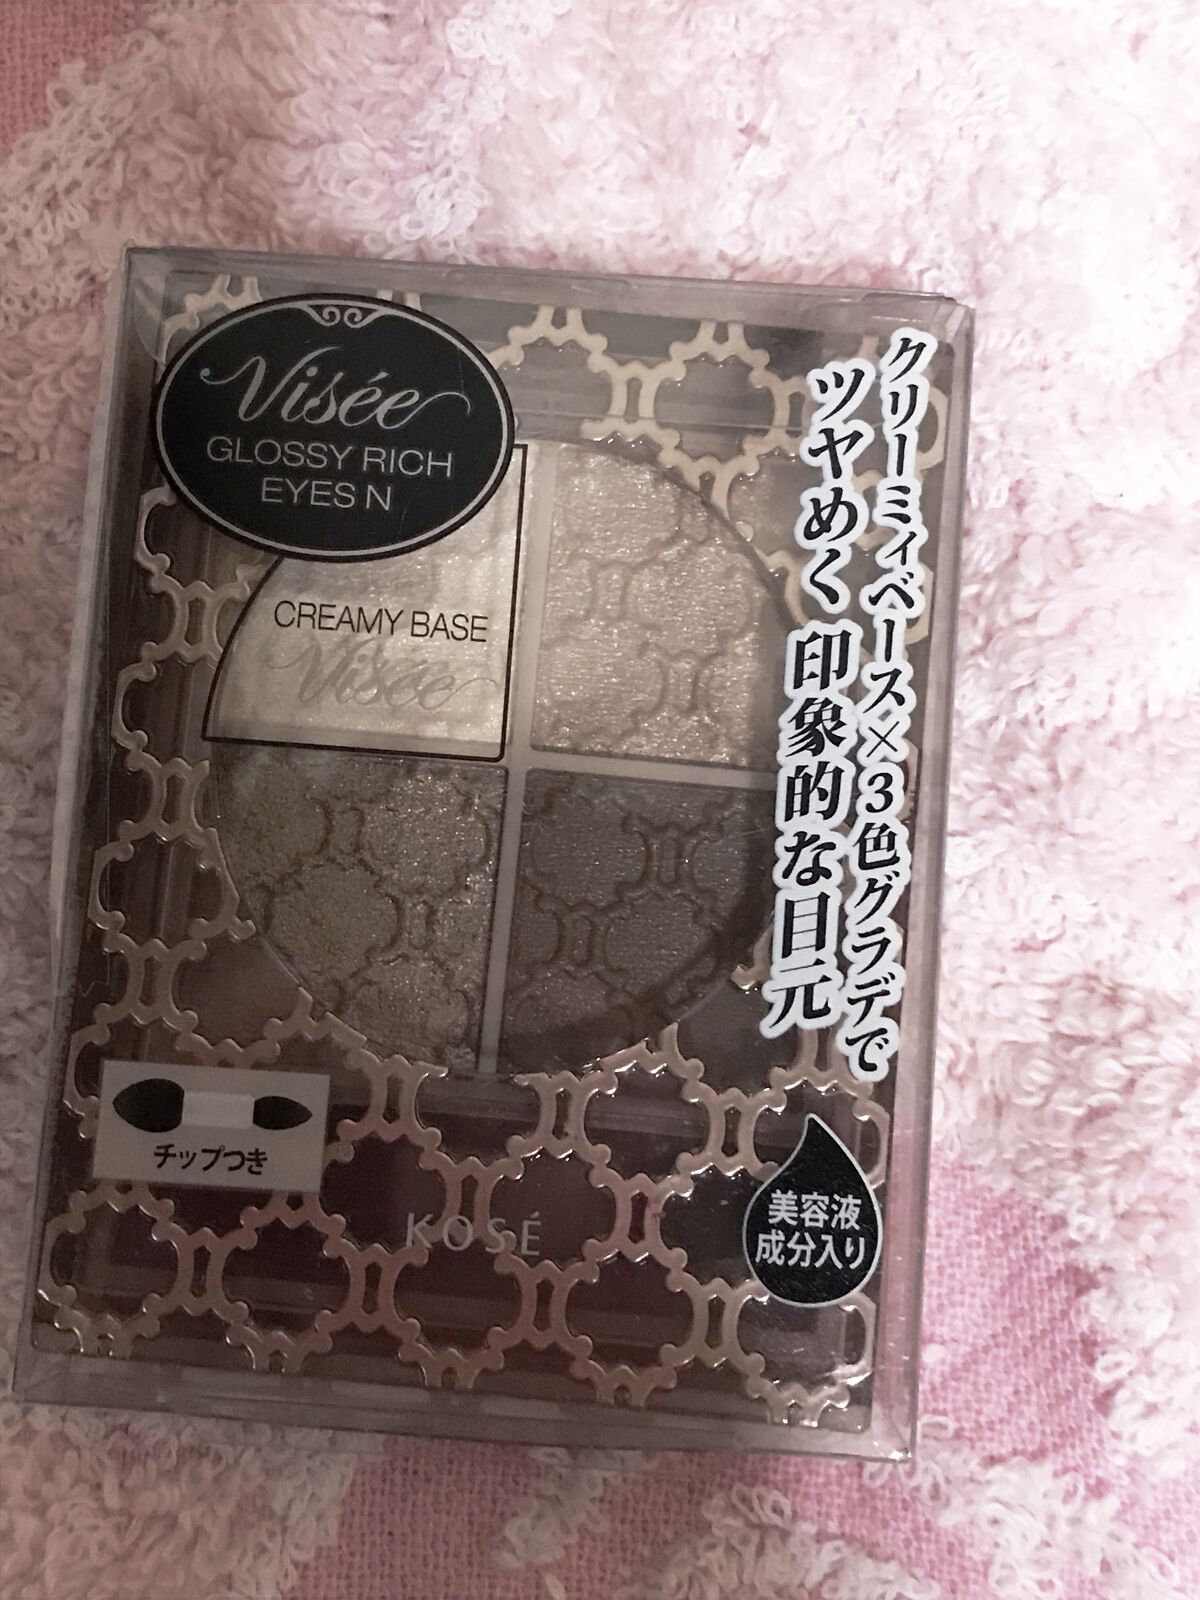 Visée
GLOSSY RICH
EYES N
CREAMY BASE
Visée
クリーミィベース×3色グラデで
ツヤめく 印象的な目元
チップつき
KOSÉ
美容液
成分入り